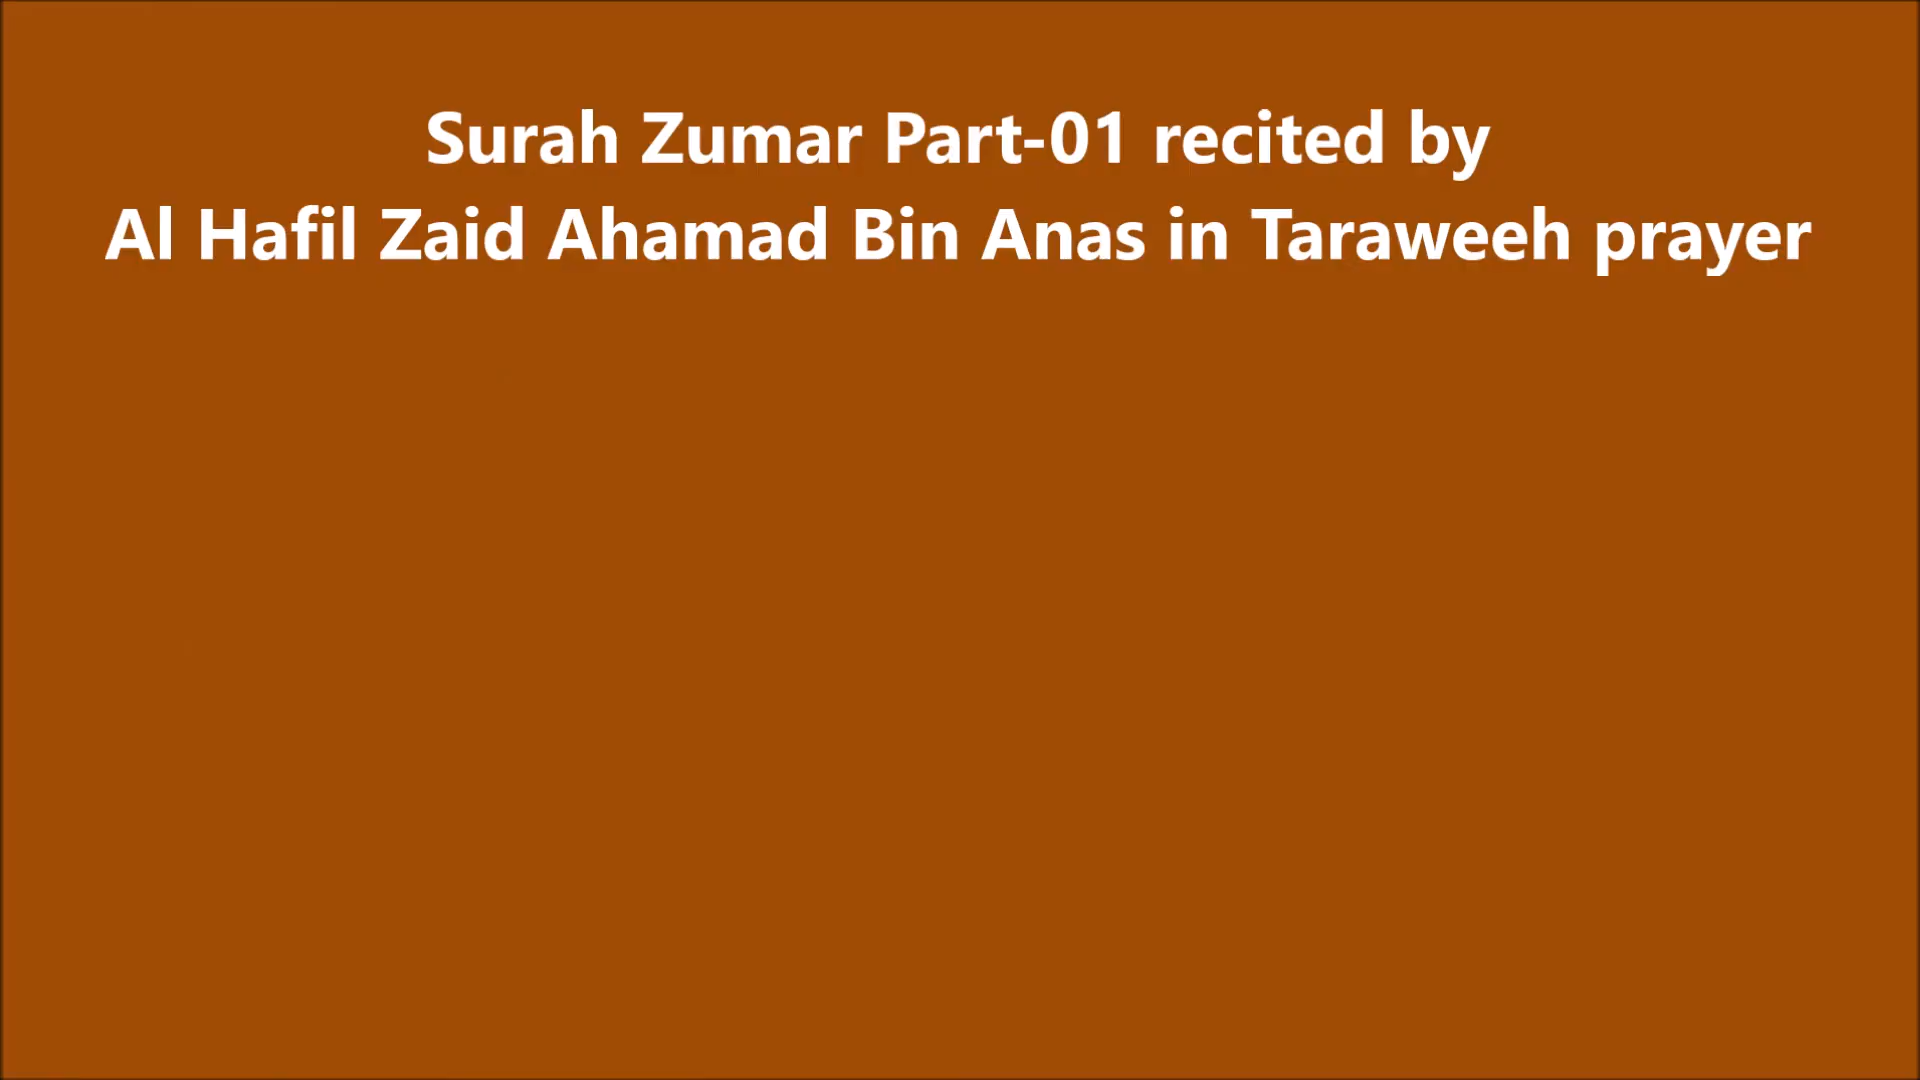 Surah Zumar Part-01 recited by
Al Hafil Zaid Ahamad Bin Anas in Taraweeh prayer